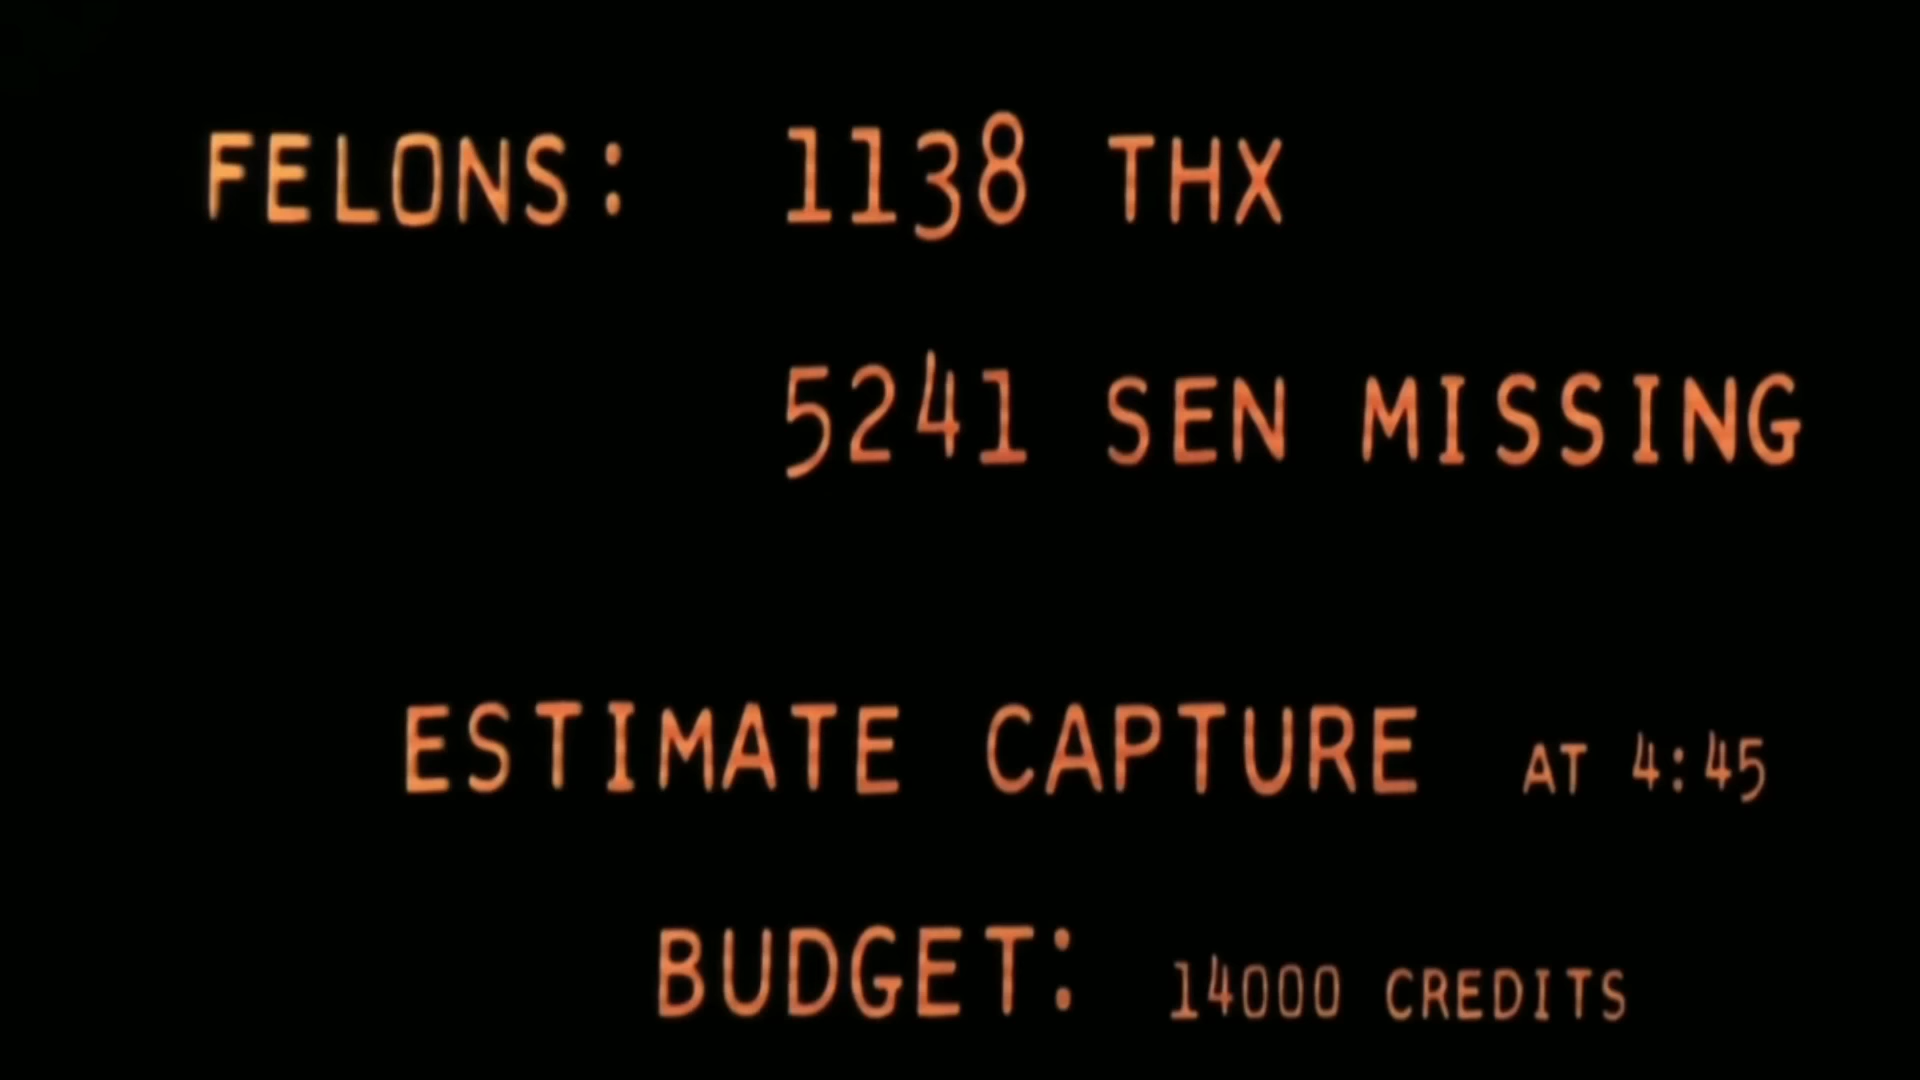 FELONS: 1138 THX
5241 SEN MISSING
ESTIMATE CAPTURE AT 4:45
BUDGET: 14000 CREDITS